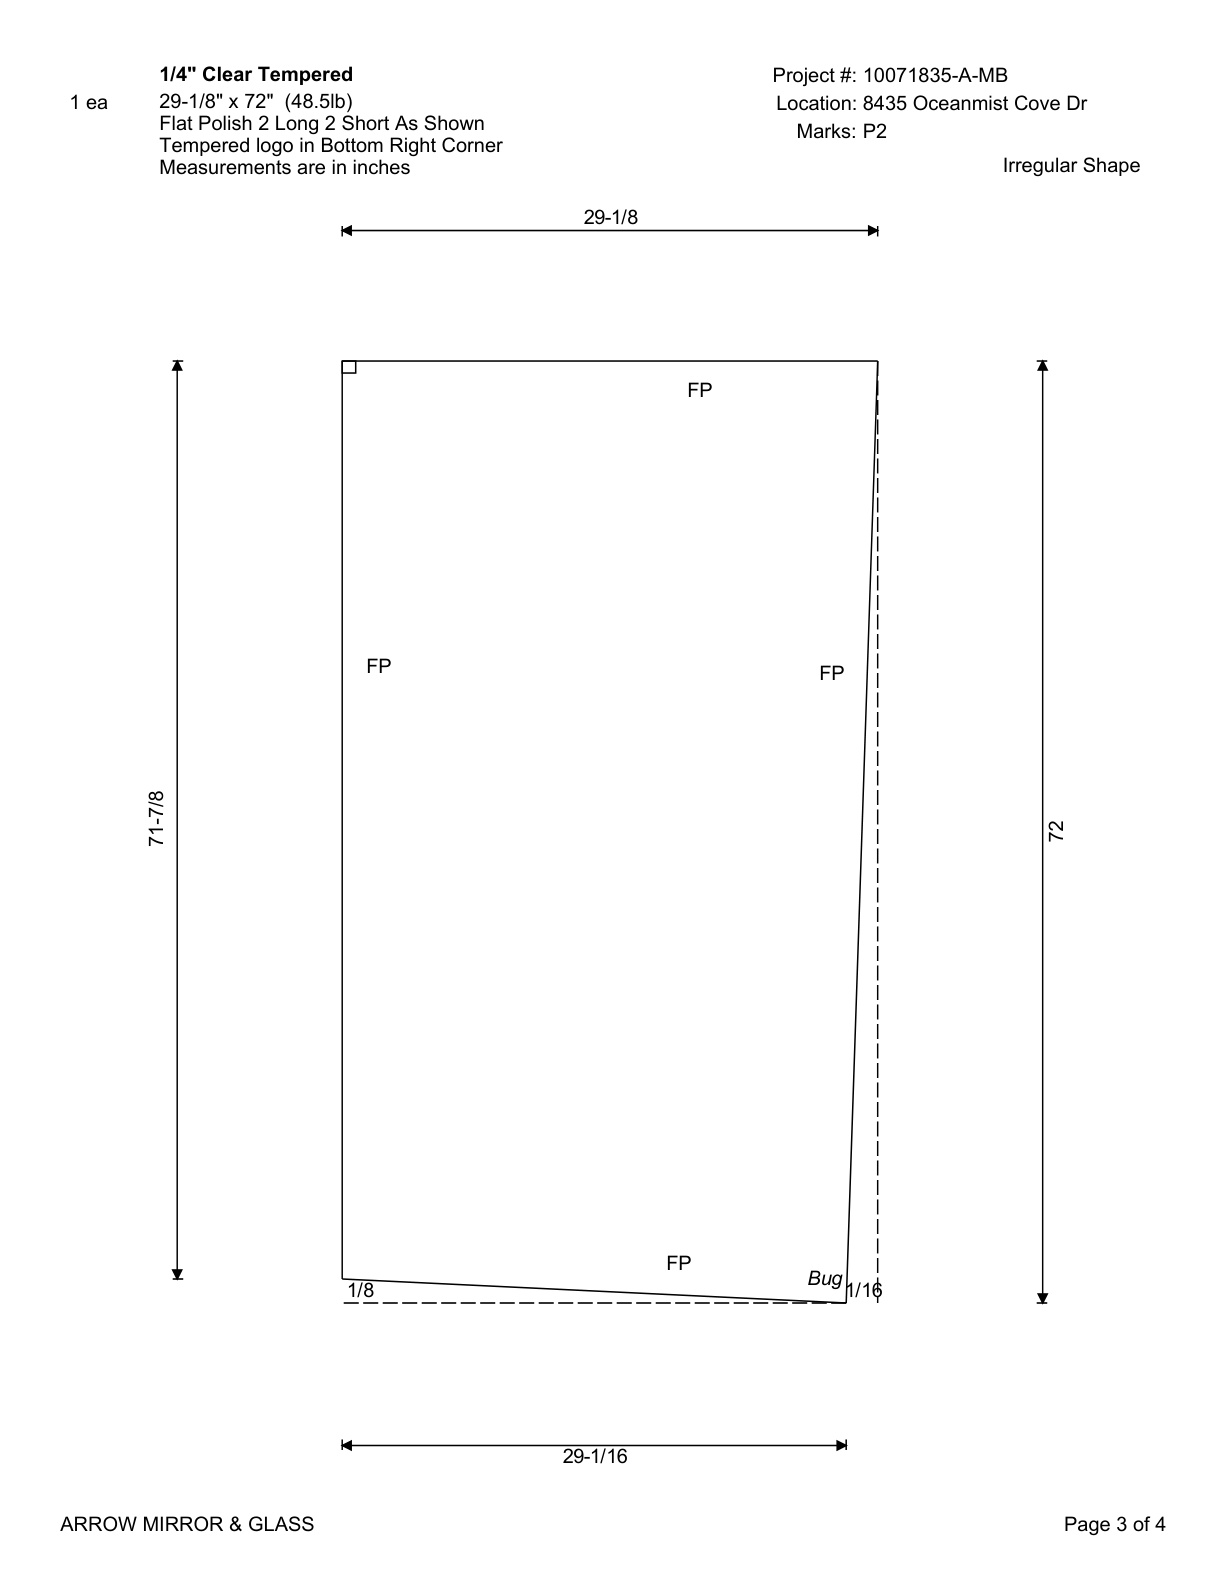 1/4" Clear Tempered
1 ea
29-1/8" x 72"  (48.5lb)
Flat Polish 2 Long 2 Short As Shown
Tempered logo in Bottom Right Corner
Measurements are in inches
Project #: 10071835-A-MB
Location: 8435 Oceanmist Cove Dr
Marks: P2
Irregular Shape
29-1/8
FP
FP
FP
71-7/8
72
FP
Bug
1/8
1/16
29-1/16
ARROW MIRROR & GLASS
Page 3 of 4